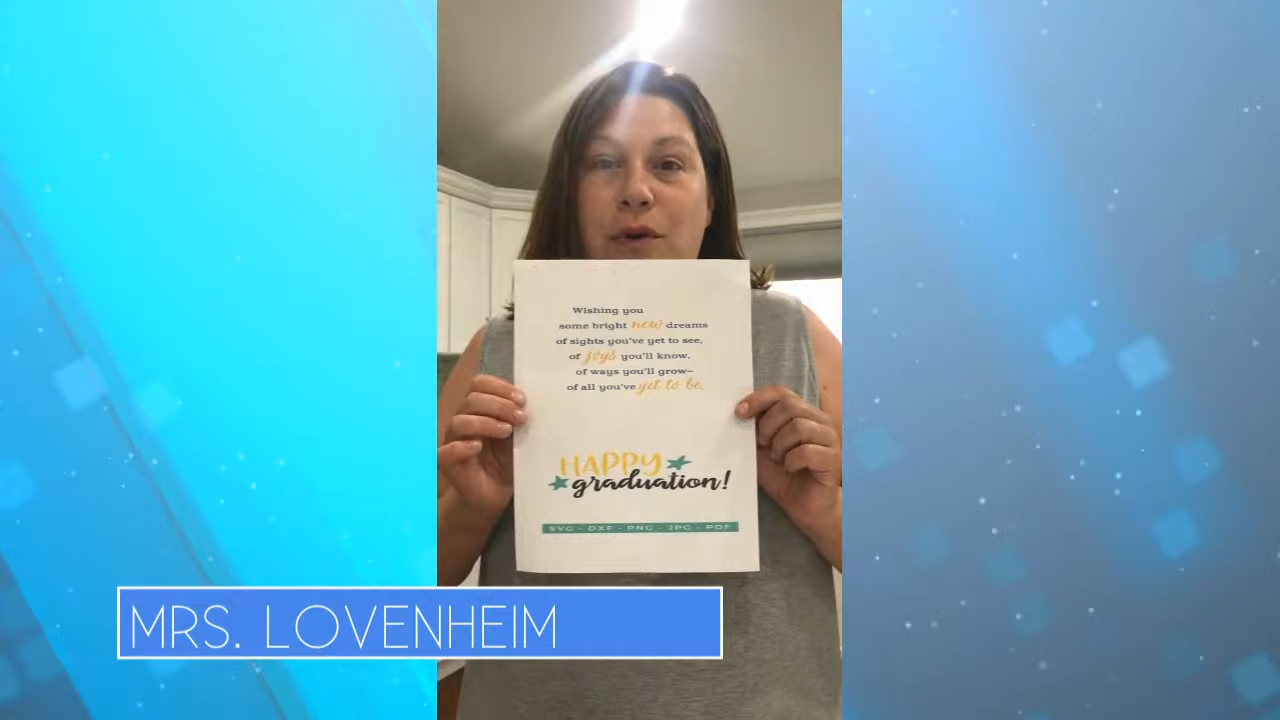 Wishing you
some bright new dreams
of sights you've yet to see,
of joys you'll know,
of ways you'll grow—
of all you've yet to be.
HAPPY
graduation!
SVG - DXF - PNG - JPG - PDF
MRS. LOVENHEIM